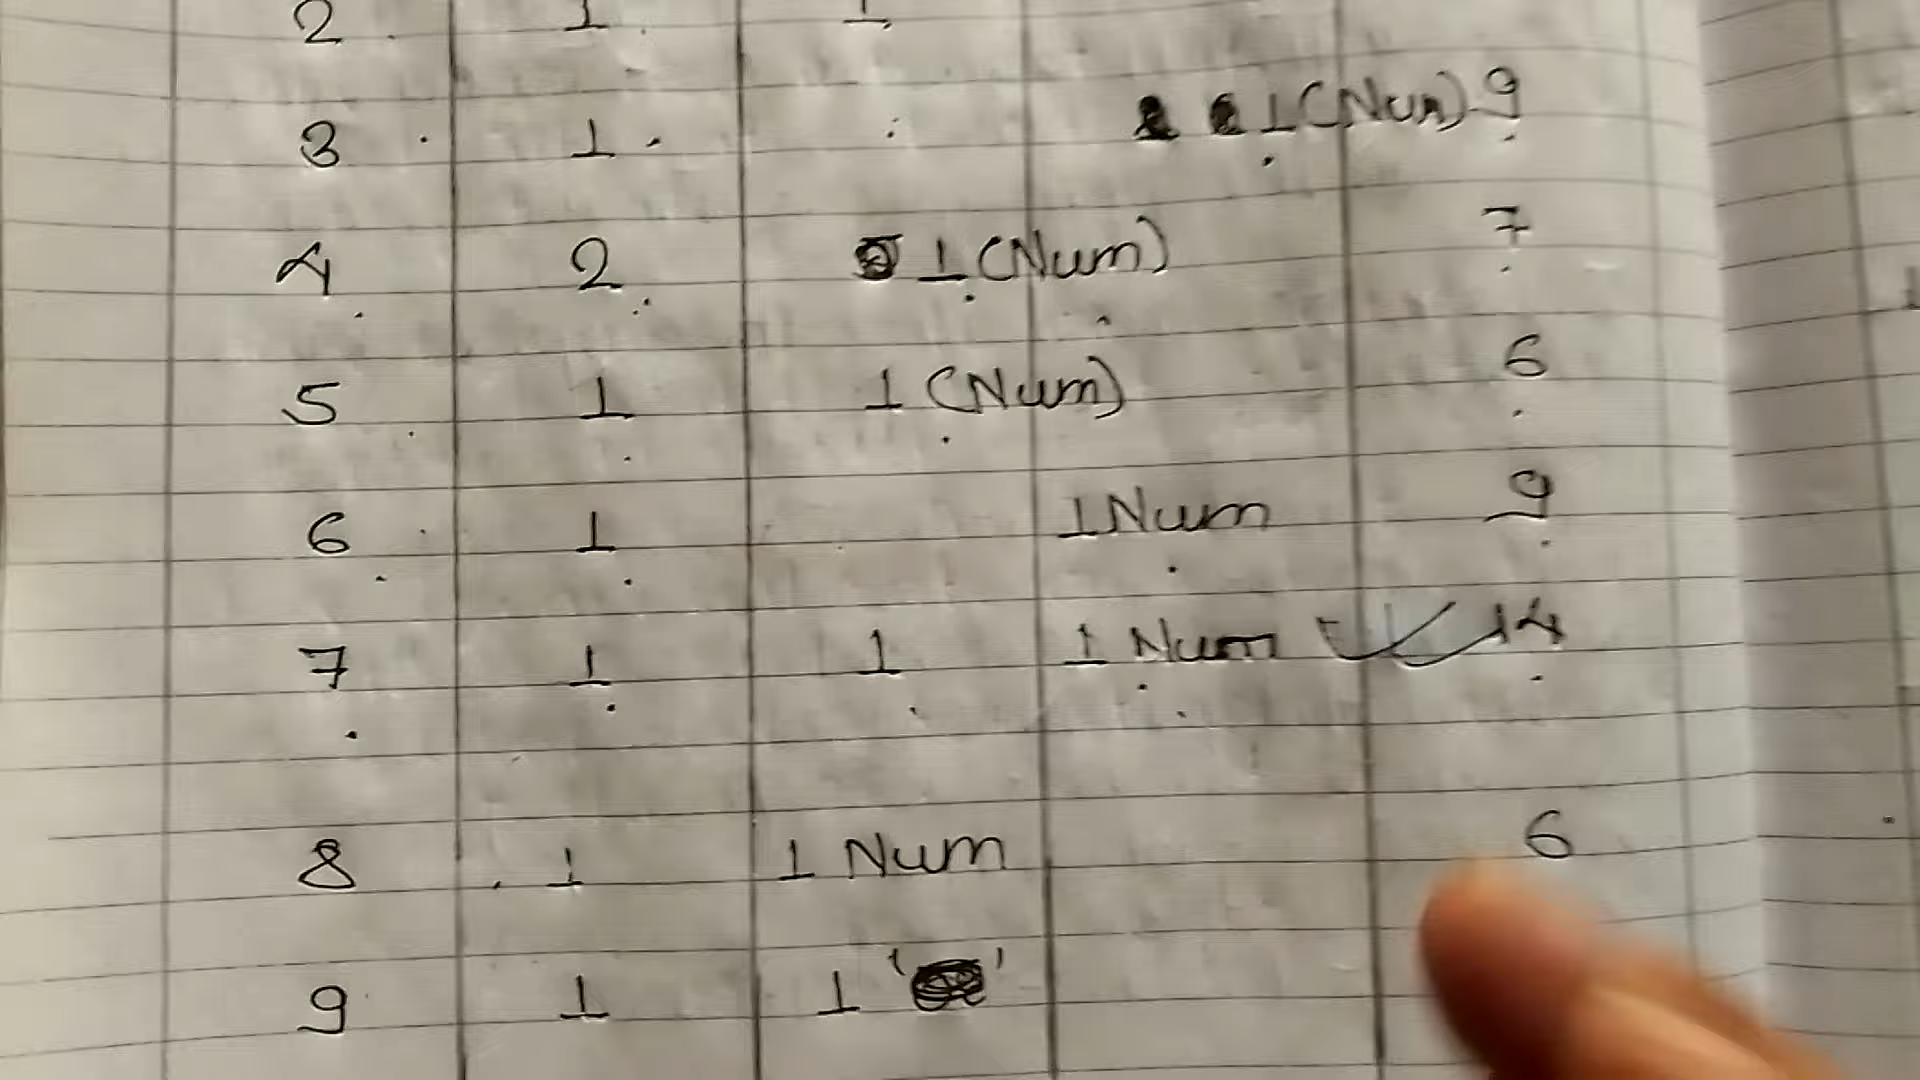 2 1 1
3 1 1(Num) 9
4 2 1(Num) 7
5 1 1(Num) 6
6 1 1Num 9
7 1 1 1 Num 14
8 1 1 Num 6
9 1 1